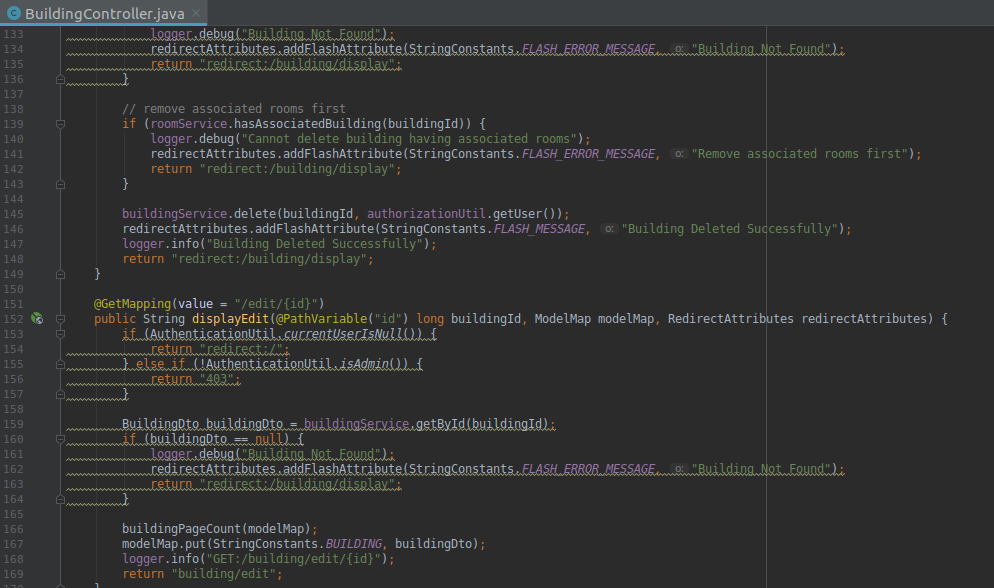 BuildingController.java
133 logger.debug("Building Not Found");
134 redirectAttributes.addFlashAttribute(StringConstants.FLASH_ERROR_MESSAGE, o: "Building Not Found");
135 return "redirect:/building/display";
136 }
137
138 // remove associated rooms first
139 if (roomService.hasAssociatedBuilding(buildingId)) {
140 logger.debug("Cannot delete building having associated rooms");
141 redirectAttributes.addFlashAttribute(StringConstants.FLASH_ERROR_MESSAGE, o: "Remove associated rooms first");
142 return "redirect:/building/display";
143 }
144
145 buildingService.delete(buildingId, authorizationUtil.getUser());
146 redirectAttributes.addFlashAttribute(StringConstants.FLASH_MESSAGE, o: "Building Deleted Successfully");
147 logger.info("Building Deleted Successfully");
148 return "redirect:/building/display";
149 }
150
151 @GetMapping(value = "/edit/{id}")
152 public String displayEdit(@PathVariable("id") long buildingId, ModelMap modelMap, RedirectAttributes redirectAttributes) {
153 if (AuthenticationUtil.currentUserIsNull()) {
154 return "redirect:/";
155 } else if (!AuthenticationUtil.isAdmin()) {
156 return "403";
157 }
158
159 BuildingDto buildingDto = buildingService.getById(buildingId);
160 if (buildingDto == null) {
161 logger.debug("Building Not Found");
162 redirectAttributes.addFlashAttribute(StringConstants.FLASH_ERROR_MESSAGE, o: "Building Not Found");
163 return "redirect:/building/display";
164 }
165
166 buildingPageCount(modelMap);
167 modelMap.put(StringConstants.BUILDING, buildingDto);
168 logger.info("GET:/building/edit/{id}");
169 return "building/edit";
170 }